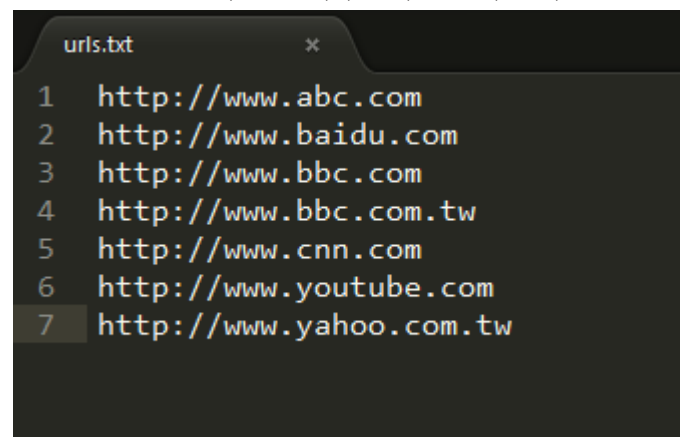 urls.txt ×
1 http://www.abc.com
2 http://www.baidu.com
3 http://www.bbc.com
4 http://www.bbc.com.tw
5 http://www.cnn.com
6 http://www.youtube.com
7 http://www.yahoo.com.tw